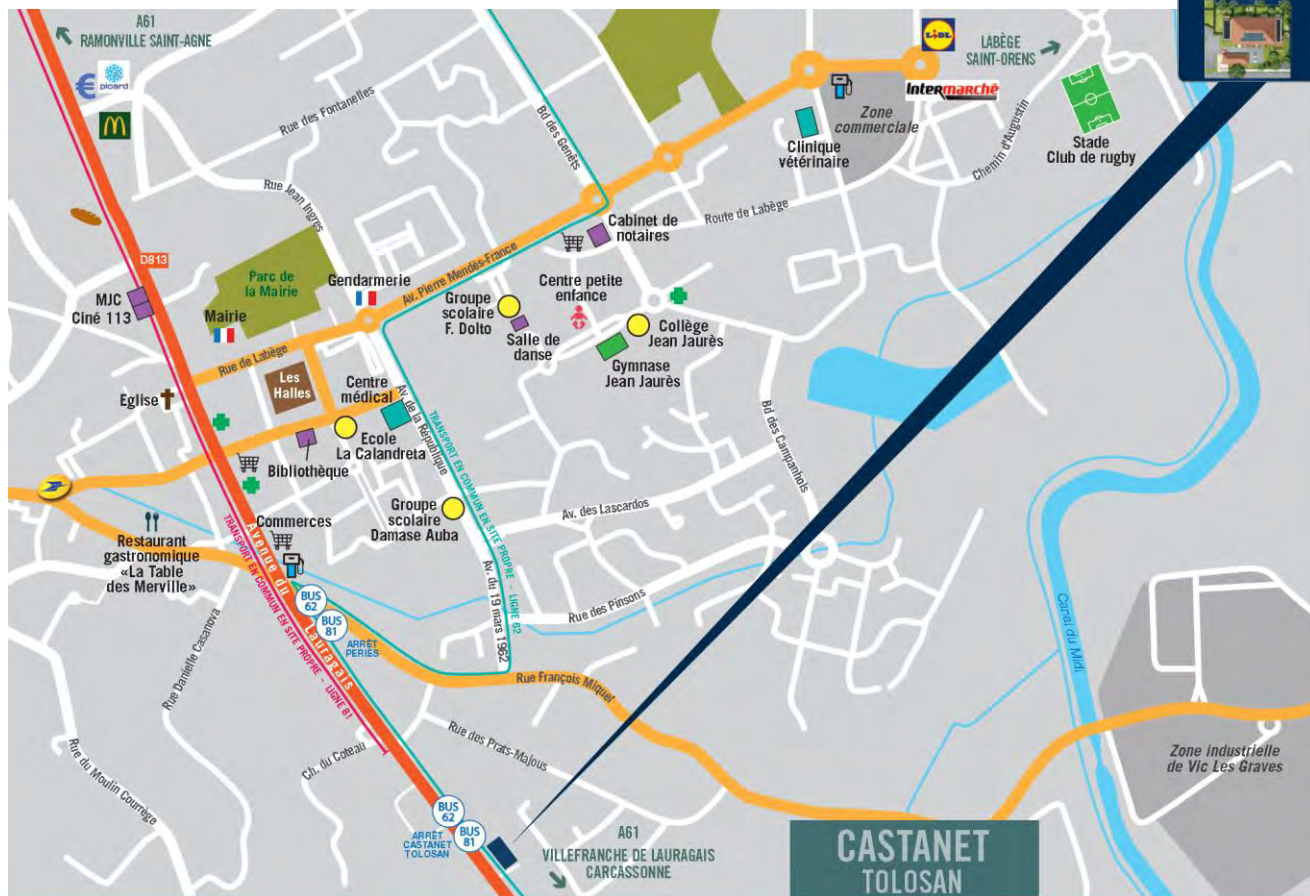 A61
RAMONVILLE SAINT-AGNE
€
picard
M
Rue des Fontanelles
Bd des Genêts
LiDL
Intermarché
LABÈGE
SAINT-ORENS
Zone
commerciale
Clinique
vétérinaire
Chemin d'Augustin
Stade
Club de rugby
Rue Jean Ingres
Route de Labège
Cabinet de
notaires
D813
Parc de
la Mairie
Gendarmerie
Av. Pierre Mendès-France
MJC
Ciné 113
Mairie
Groupe
scolaire
F. Dolto
Salle de
danse
Centre petite
enfance
Collège
Jean Jaurès
Gymnase
Jean Jaurès
Rue de Labège
Les
Halles
Centre
médical
Eglise
Av. de la République
TRANSPORT EN COMMUN EN SITE PROPRE - LIGNE 62
Ecole
La Calandreta
Bibliothèque
Bd des Campanhols
Groupe
scolaire
Damase Auba
Av. des Lascardos
Commerces
Restaurant
gastronomique
«La Table
des Merville»
Avenue du Lauragais
TRANSPORT EN COMMUN EN SITE PROPRE - LIGNE 81
BUS
62
BUS
81
ARRÊT
PERIÈS
Av. du 19 mars 1962
Rue des Pinsons
Canal du Midi
Rue Danielle Casanova
Rue François Miquel
Rue des Prats-Majous
Ch. du Coteau
Rue du Moulin Courrège
Zone industrielle
de Vic Les Graves
BUS
62
BUS
81
ARRÊT
CASTANET
TOLOSAN
A61
VILLEFRANCHE DE LAURAGAIS
CARCASSONNE
CASTANET
TOLOSAN